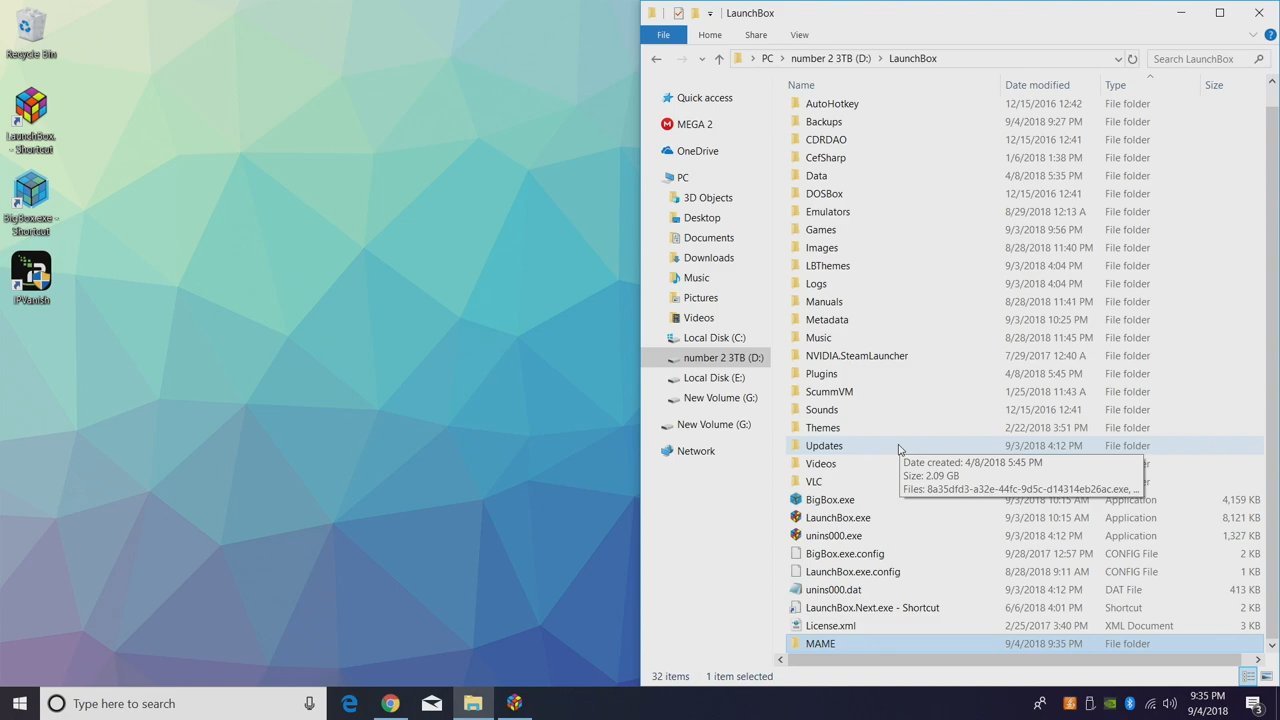 Recycle Bin
LaunchBox.
- Shortcut
BigBox.exe -
Shortcut
IPVanish
LaunchBox
File Home Share View
PC number 2 3TB (D:) LaunchBox
Search LaunchBox
Quick access
MEGA 2
OneDrive
PC
3D Objects
Desktop
Documents
Downloads
Music
Pictures
Videos
Local Disk (C:)
number 2 3TB (D:)
Local Disk (E:)
New Volume (G:)
New Volume (G:)
Network
Name Date modified Type Size
AutoHotkey 12/15/2016 12:42 File folder
Backups 9/4/2018 9:27 PM File folder
CDRDAO 12/15/2016 12:41 File folder
CefSharp 1/6/2018 1:38 PM File folder
Data 4/8/2018 5:35 PM File folder
DOSBox 12/15/2016 12:41 File folder
Emulators 8/29/2018 12:13 A File folder
Games 9/3/2018 9:56 PM File folder
Images 8/28/2018 11:40 PM File folder
LBThemes 9/3/2018 4:04 PM File folder
Logs 9/3/2018 4:04 PM File folder
Manuals 8/28/2018 11:41 PM File folder
Metadata 9/3/2018 10:25 PM File folder
Music 8/28/2018 11:45 PM File folder
NVIDIA.SteamLauncher 7/29/2017 12:40 A File folder
Plugins 4/8/2018 5:45 PM File folder
ScummVM 1/25/2018 11:43 A File folder
Sounds 12/15/2016 12:41 File folder
Themes 2/22/2018 3:51 PM File folder
Updates 9/3/2018 4:12 PM File folder
Date created: 4/8/2018 5:45 PM
Size: 2.09 GB
Files: 8a35dfd3-a32e-44fc-9d5c-d14314eb26ac.exe, ...
Videos
VLC
BigBox.exe 9/3/2018 10:15 AM Application 4,159 KB
LaunchBox.exe 9/3/2018 10:15 AM Application 8,121 KB
unins000.exe 9/3/2018 4:12 PM Application 1,327 KB
BigBox.exe.config 9/28/2017 12:57 PM CONFIG File 2 KB
LaunchBox.exe.config 8/28/2018 9:11 AM CONFIG File 1 KB
unins000.dat 9/3/2018 4:12 PM DAT File 413 KB
LaunchBox.Next.exe - Shortcut 6/6/2018 4:01 PM Shortcut 2 KB
License.xml 2/25/2017 3:40 PM XML Document 3 KB
MAME 9/4/2018 9:35 PM File folder
32 items 1 item selected
Type here to search
9:35 PM
9/4/2018
3